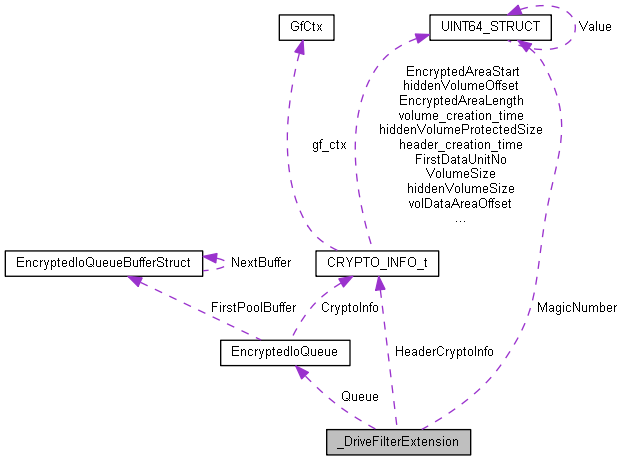 GfCtx
UINT64_STRUCT
Value
EncryptedAreaStart
hiddenVolumeOffset
EncryptedAreaLength
volume_creation_time
hiddenVolumeProtectedSize
header_creation_time
FirstDataUnitNo
VolumeSize
hiddenVolumeSize
volDataAreaOffset
...
gf_ctx
EncryptedIoQueueBufferStruct
NextBuffer
CRYPTO_INFO_t
FirstPoolBuffer
CryptoInfo
MagicNumber
EncryptedIoQueue
HeaderCryptoInfo
Queue
_DriveFilterExtension